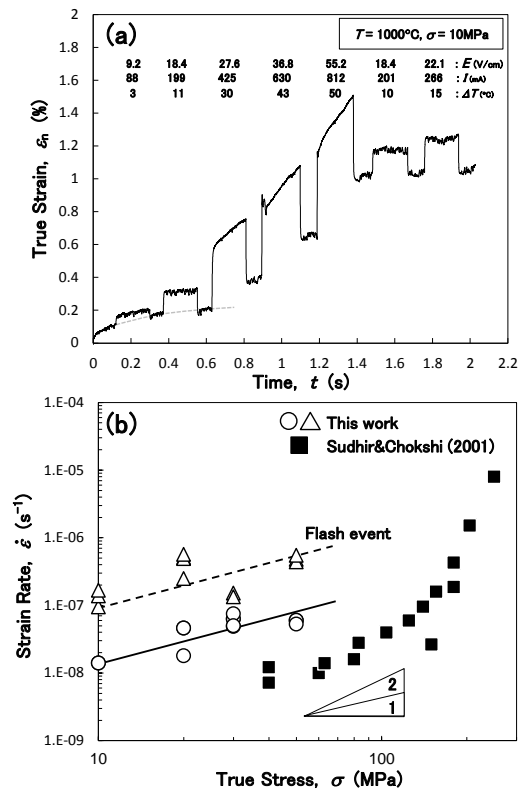 (a)
T = 1000°C, σ = 10MPa
9.2 18.4 27.6 36.8 55.2 18.4 22.1 : E (V/cm)
88 199 425 630 812 201 266 : I (mA)
3 11 30 43 50 10 15 : ΔT (°C)
True Strain, εn (%)
2
1.8
1.6
1.4
1.2
1
0.8
0.6
0.4
0.2
0
0 0.2 0.4 0.6 0.8 1 1.2 1.4 1.6 1.8 2 2.2
Time, t (s)
(b)
This work
Sudhir&Chokshi (2001)
Flash event
Strain Rate, ε̇ (s⁻¹)
1.E-04
1.E-05
1.E-06
1.E-07
1.E-08
1.E-09
2
1
10 100
True Stress, σ (MPa)